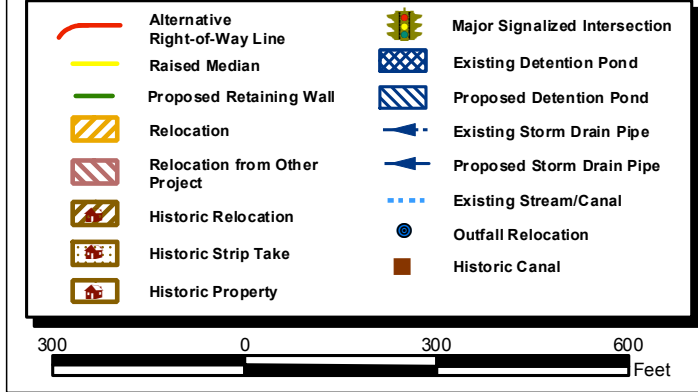 Alternative
Right-of-Way Line
Raised Median
Proposed Retaining Wall
Relocation
Relocation from Other
Project
Historic Relocation
Historic Strip Take
Historic Property
Major Signalized Intersection
Existing Detention Pond
Proposed Detention Pond
Existing Storm Drain Pipe
Proposed Storm Drain Pipe
Existing Stream/Canal
Outfall Relocation
Historic Canal
300 0 300 600
Feet